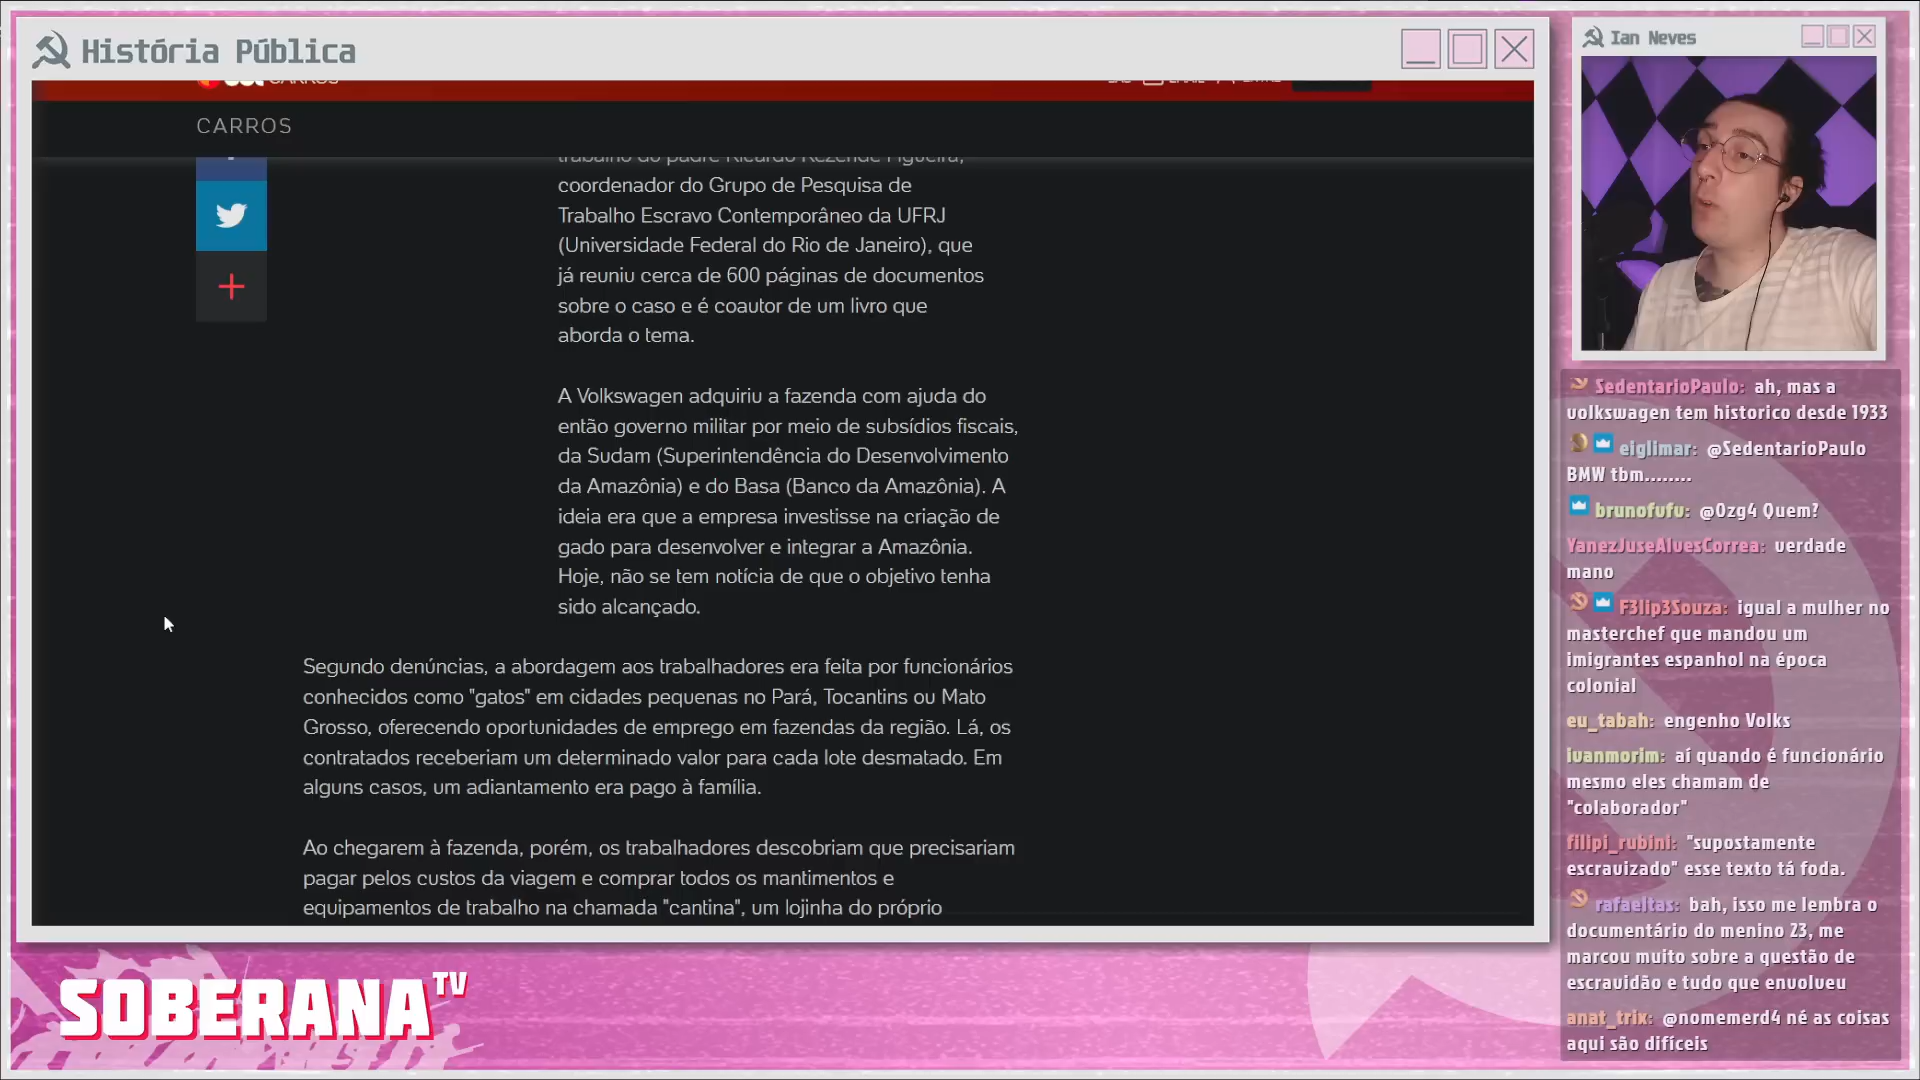 História Pública
CARROS
CARROS
trabalho do padre Ricardo Rezende Figueira,
coordenador do Grupo de Pesquisa de
Trabalho Escravo Contemporâneo da UFRJ
(Universidade Federal do Rio de Janeiro), que
já reuniu cerca de 600 páginas de documentos
sobre o caso e é coautor de um livro que
aborda o tema.
A Volkswagen adquiriu a fazenda com ajuda do
então governo militar por meio de subsídios fiscais,
da Sudam (Superintendência do Desenvolvimento
da Amazônia) e do Basa (Banco da Amazônia). A
ideia era que a empresa investisse na criação de
gado para desenvolver e integrar a Amazônia.
Hoje, não se tem notícia de que o objetivo tenha
sido alcançado.
Segundo denúncias, a abordagem aos trabalhadores era feita por funcionários
conhecidos como "gatos" em cidades pequenas no Pará, Tocantins ou Mato
Grosso, oferecendo oportunidades de emprego em fazendas da região. Lá, os
contratados receberiam um determinado valor para cada lote desmatado. Em
alguns casos, um adiantamento era pago à família.
Ao chegarem à fazenda, porém, os trabalhadores descobriam que precisariam
pagar pelos custos da viagem e comprar todos os mantimentos e
equipamentos de trabalho na chamada "cantina", um lojinha do próprio
SOBERANA TV
Ian Neves
SedentarioPaulo: ah, mas a
volkswagen tem historico desde 1933
eiglimar: @SedentarioPaulo
BMW tbm........
brunofufu: @0zg4 Quem?
YanezJuseAlvesCorrea: verdade
mano
F3lip3Souza: igual a mulher no
masterchef que mandou um
imigrantes espanhol na época
colonial
eu_tabah: engenho Volks
ivanmorim: aí quando é funcionário
mesmo eles chamam de
"colaborador"
filipi_rubini: "supostamente
escravizado" esse texto tá foda.
rafaeltas: bah, isso me lembra o
documentário do menino 23, me
marcou muito sobre a questão de
escravidão e tudo que envolveu
anat_trix: @nomemerd4 né as coisas
aqui são difíceis